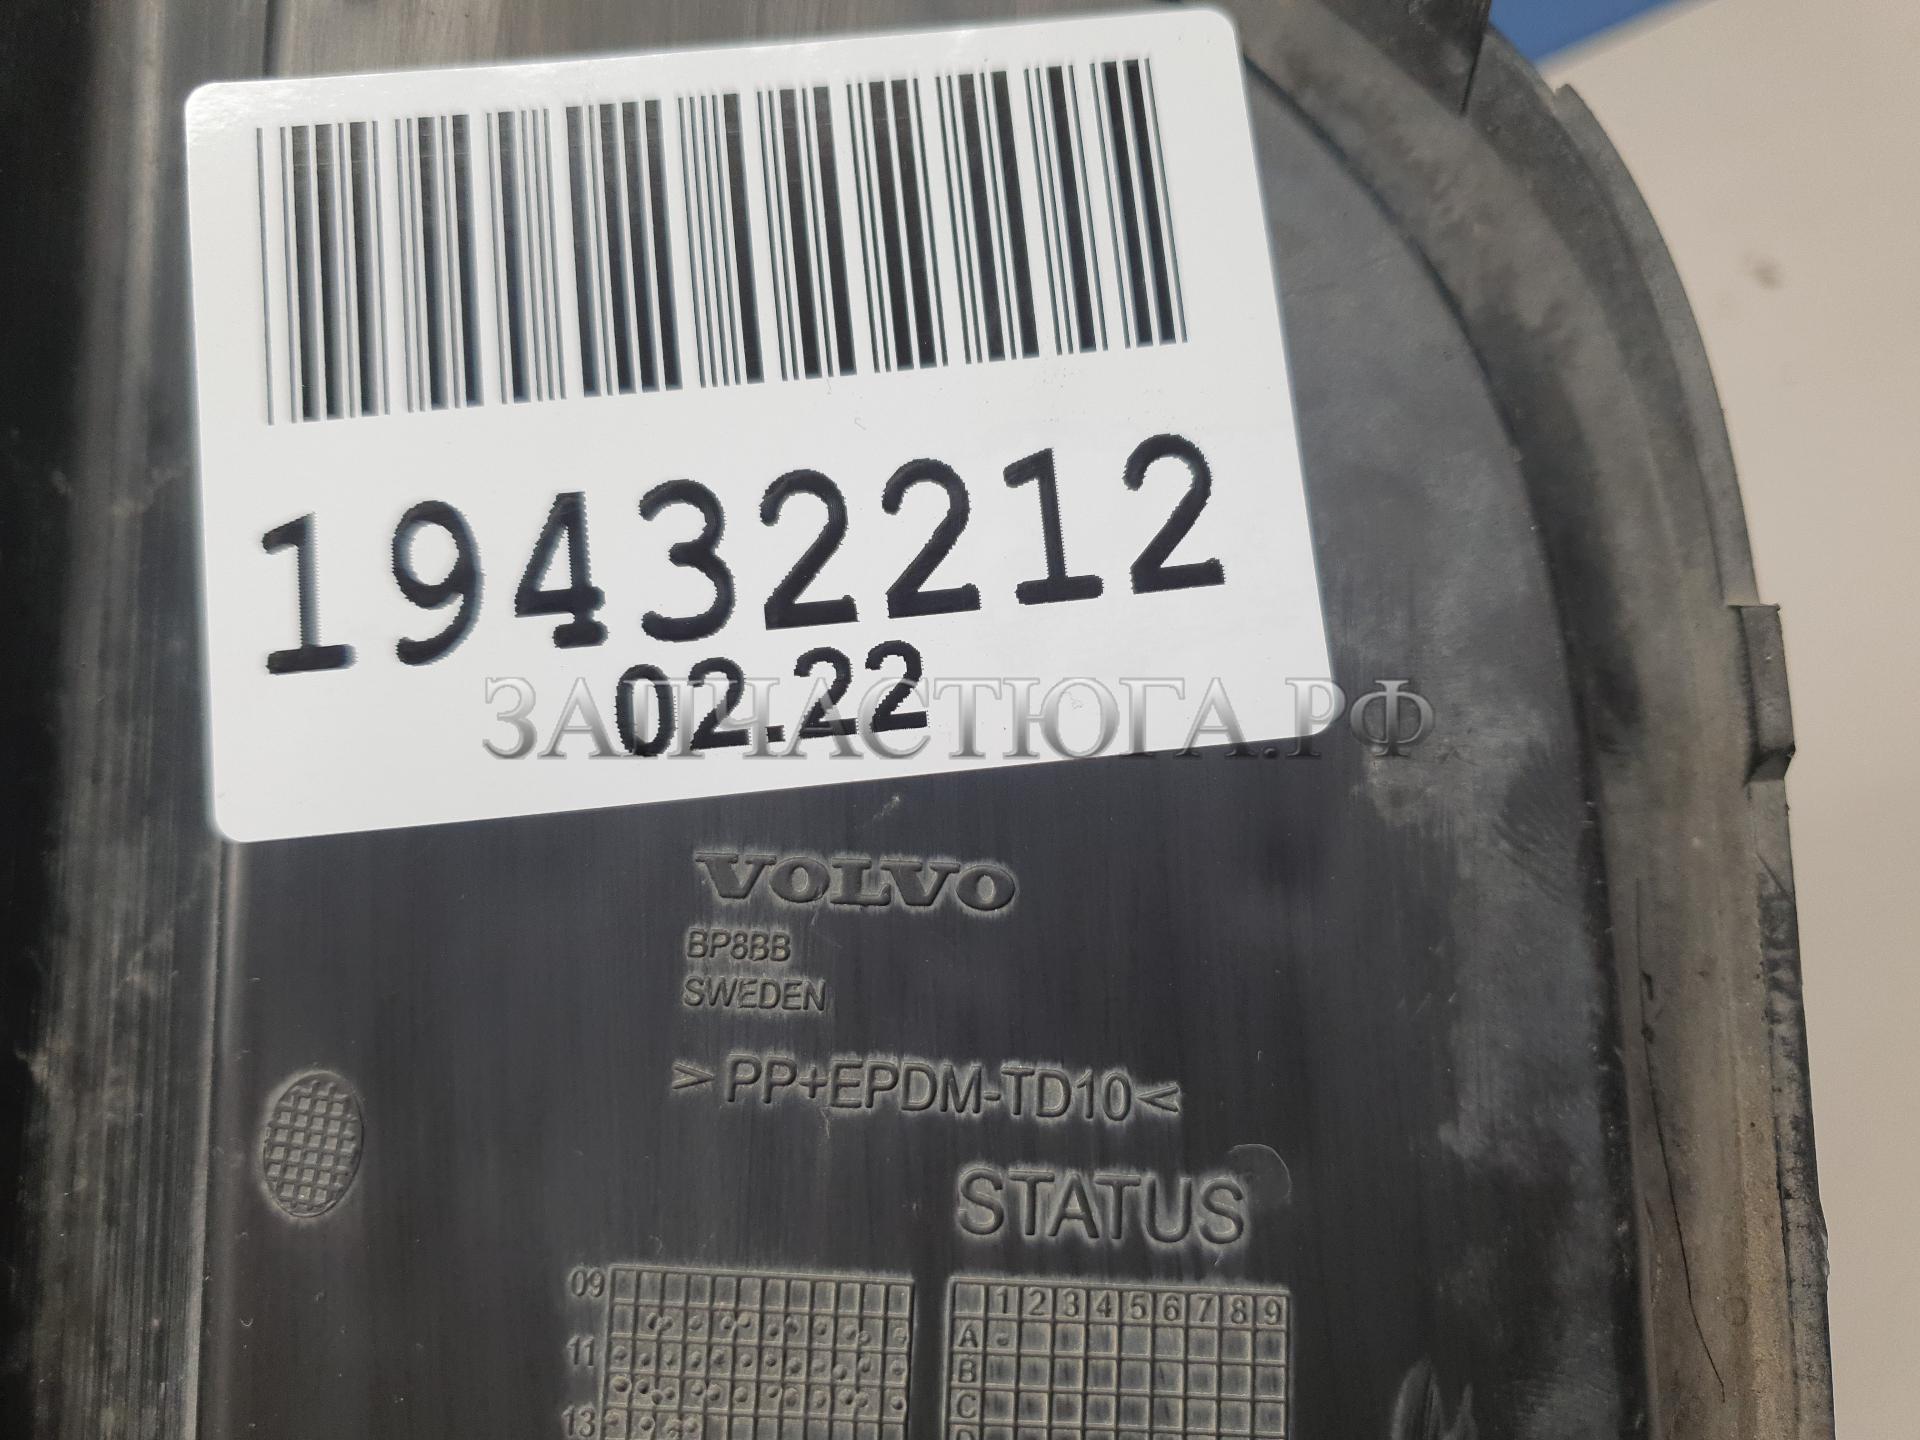 19432212
02.22
ЗАПЧАСТЮГА.РФ
VOLVO
BP8BB
SWEDEN
> PP+EPDM-TD10<
STATUS
09
1 2 3 4 5 6 7 8 9
A
11
B
C
13
D